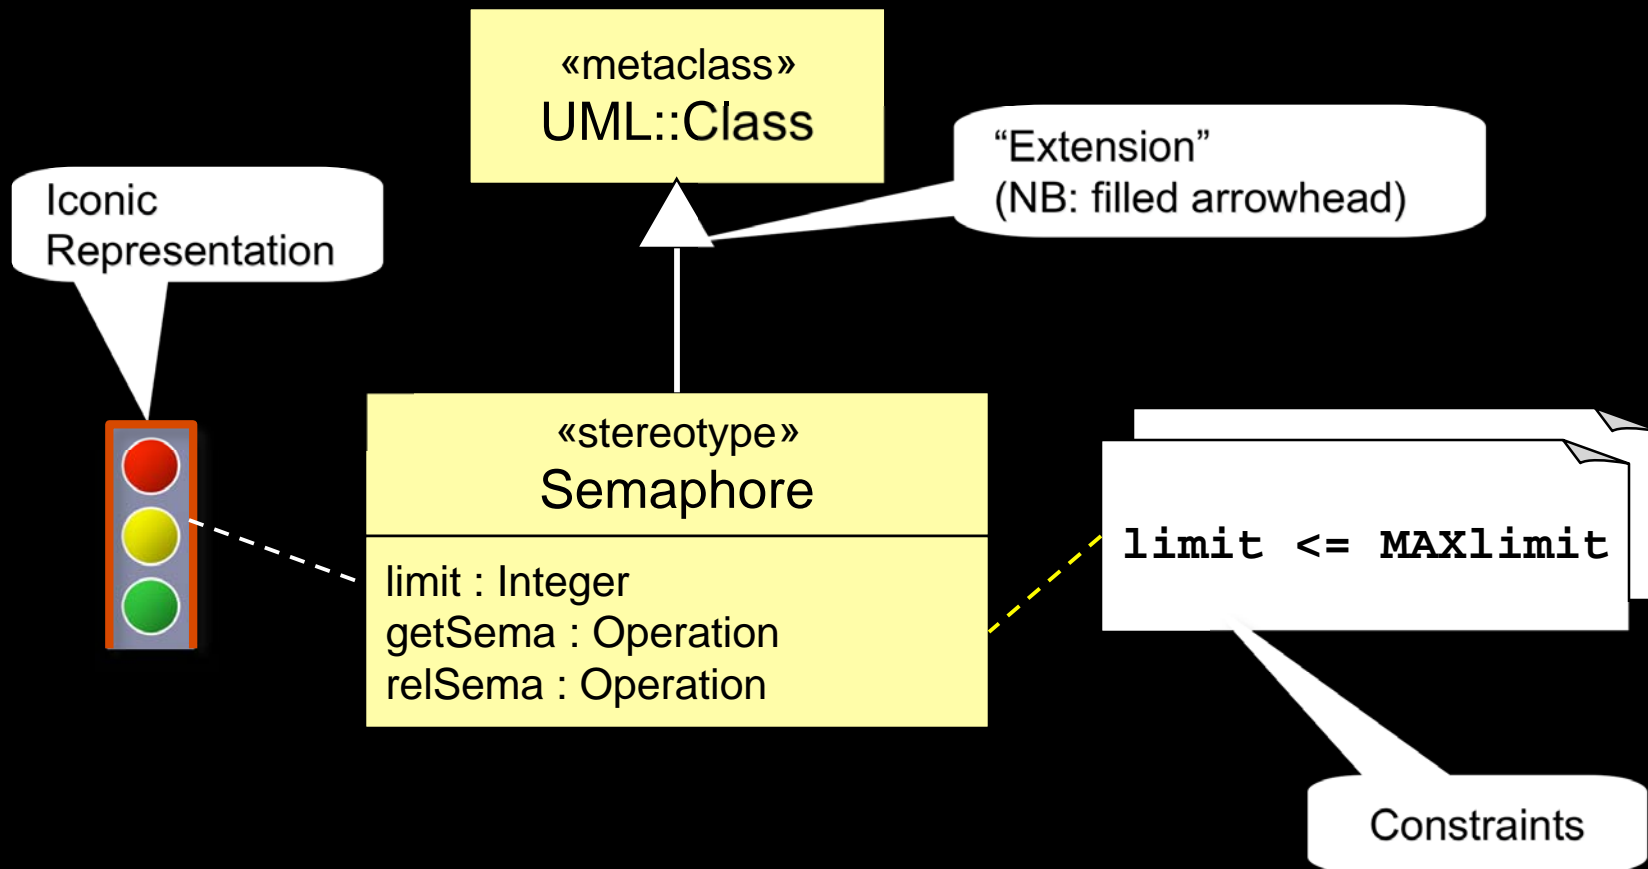 «metaclass»
UML::Class
“Extension”
(NB: filled arrowhead)
Iconic
Representation
«stereotype»
Semaphore
limit : Integer
getSema : Operation
relSema : Operation
limit <= MAXlimit
Constraints